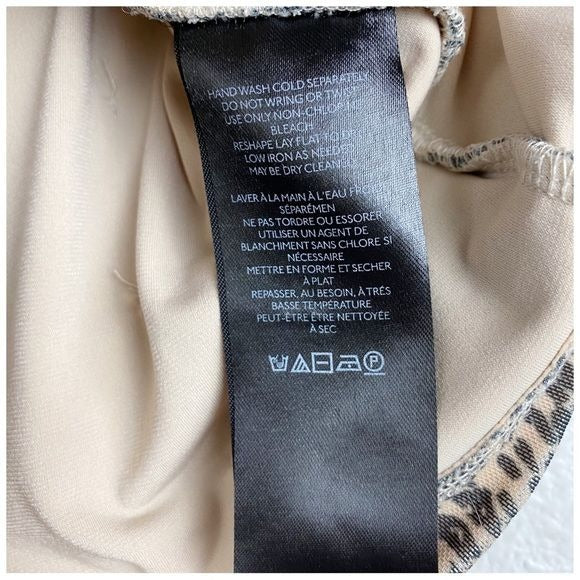 HAND WASH COLD SEPARATELY
DO NOT WRING OR TWIST
USE ONLY NON-CHLORINE
BLEACH
RESHAPE LAY FLAT TO DRY
LOW IRON AS NEEDED
MAY BE DRY CLEANED
LAVER À LA MAIN À L'EAU FROIDE
SÉPARÉMEN
NE PAS TORDRE OU ESSORER
UTILISER UN AGENT DE
BLANCHIMENT SANS CHLORE SI
NÉCESSAIRE
METTRE EN FORME ET SECHER
À PLAT
REPASSER, AU BESOIN, À TRÉS
BASSE TEMPÉRATURE
PEUT-ÊTRE ÊTRE NETTOYÉE
À SEC
P